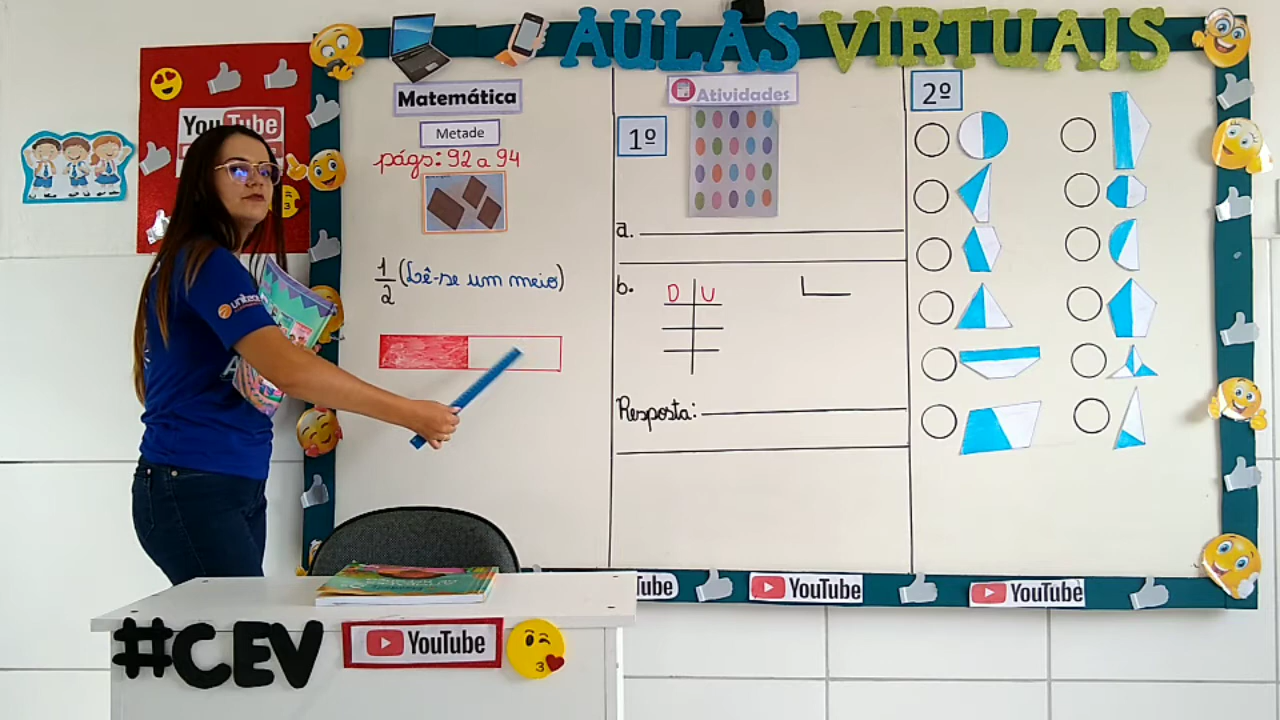 AULAS VIRTUAIS
YouTube
Matemática
Metade
págs: 92 a 94
1/2 (Lê-se um meio)
Atividades
1º
a.
b.
D U
Resposta:
2º
Tube
YouTube
YouTube
#CEV
YouTube